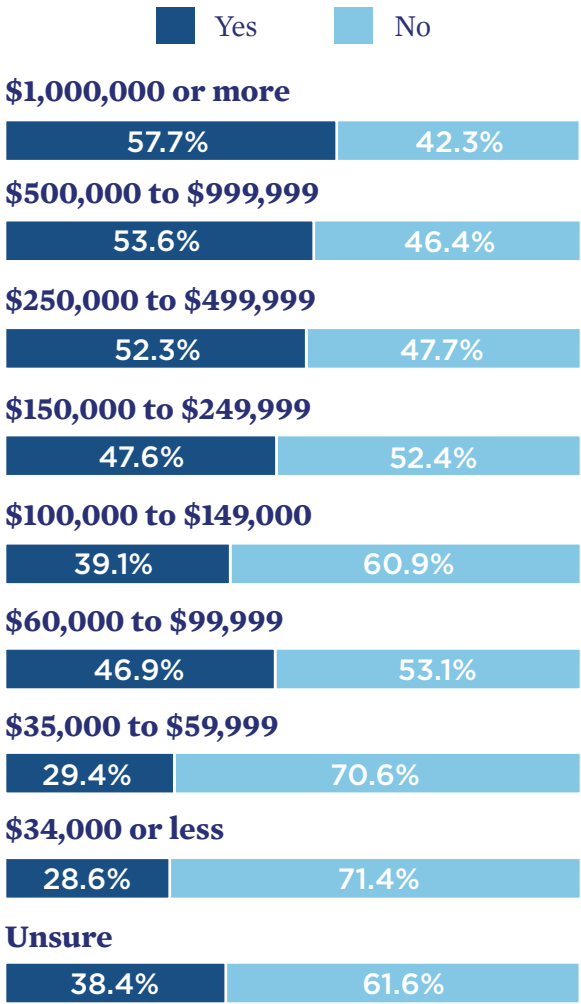 Yes No
$1,000,000 or more
57.7% 42.3%
$500,000 to $999,999
53.6% 46.4%
$250,000 to $499,999
52.3% 47.7%
$150,000 to $249,999
47.6% 52.4%
$100,000 to $149,000
39.1% 60.9%
$60,000 to $99,999
46.9% 53.1%
$35,000 to $59,999
29.4% 70.6%
$34,000 or less
28.6% 71.4%
Unsure
38.4% 61.6%